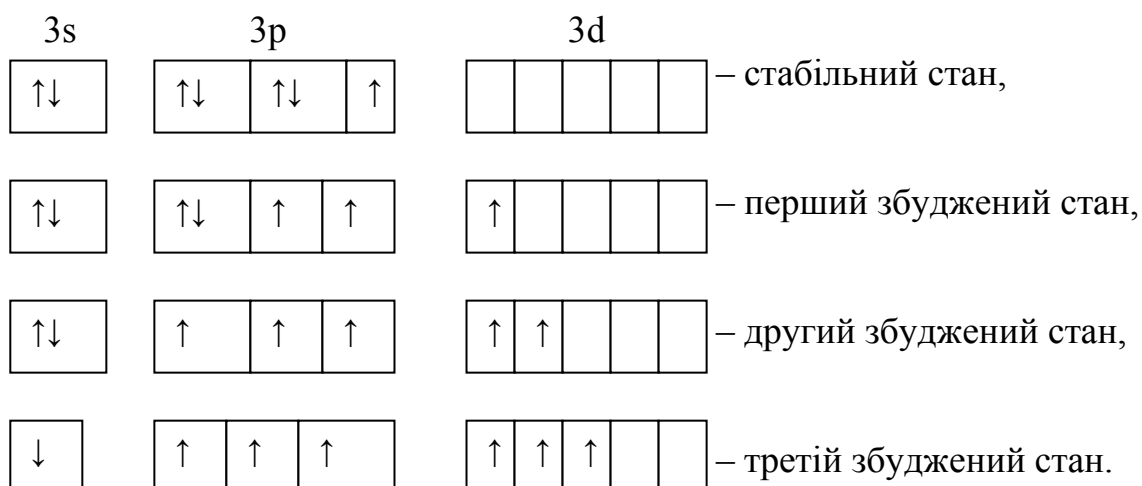 3s 3p 3d
↑↓ ↑↓ ↑↓ ↑ – стабільний стан,
↑↓ ↑↓ ↑ ↑ ↑ – перший збуджений стан,
↑↓ ↑ ↑ ↑ ↑ ↑ – другий збуджений стан,
↓ ↑ ↑ ↑ ↑ ↑ ↑ – третій збуджений стан.